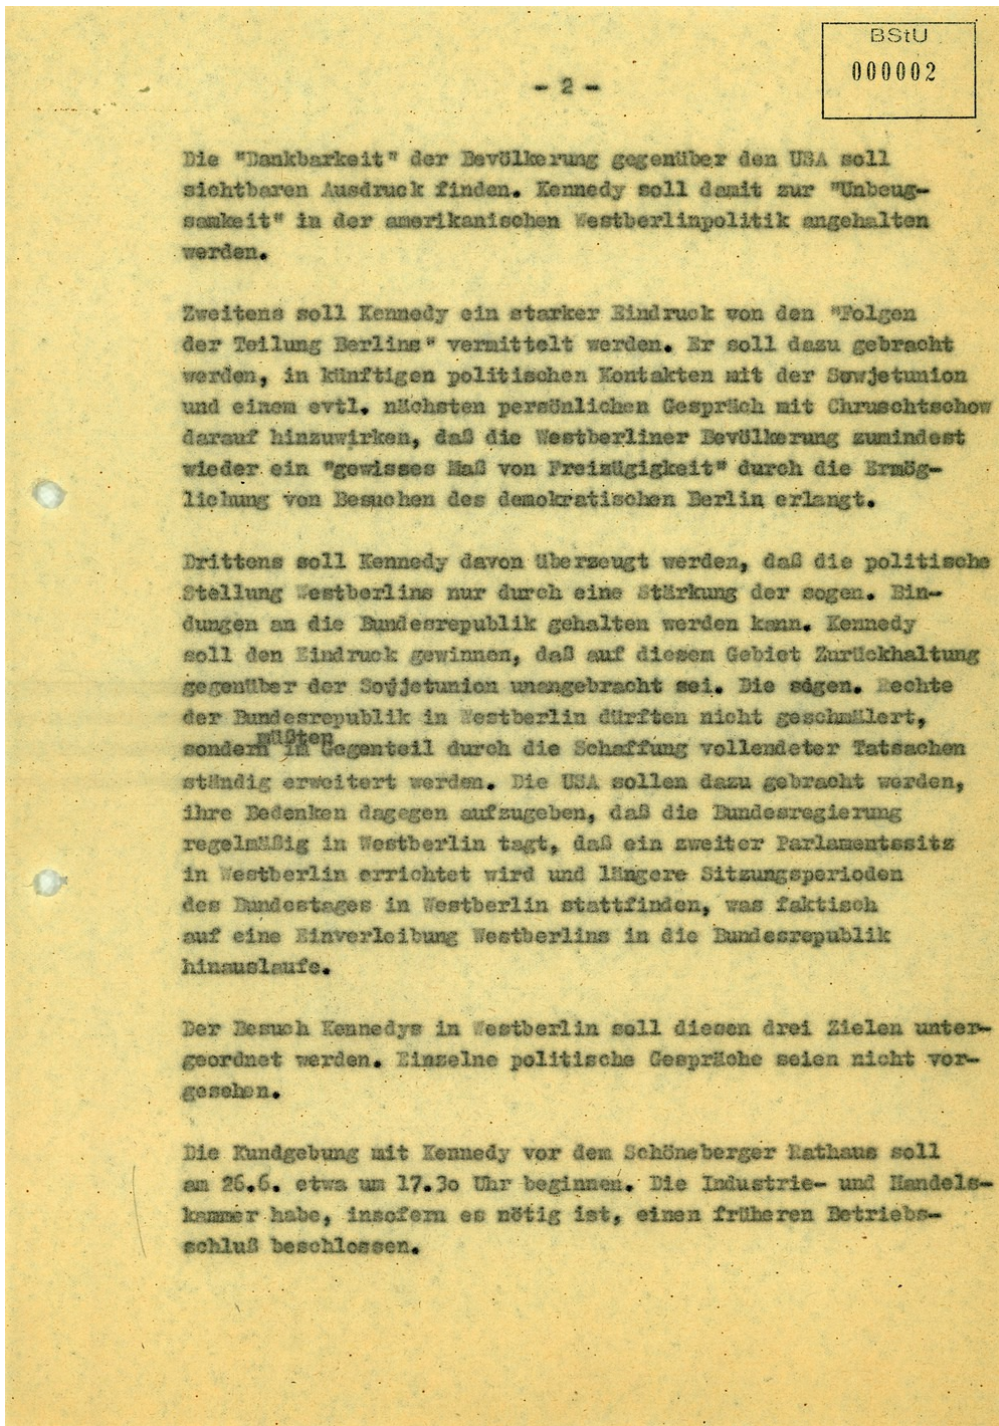 BStU
000002
- 2 -
Die "Dankbarkeit" der Bevölkerung gegenüber den USA soll
sichtbaren Ausdruck finden. Kennedy soll damit zur "Unbeug-
samkeit" in der amerikanischen Westberlinpolitik angehalten
werden.
Zweitens soll Kennedy ein starker Eindruck von den "Folgen
der Teilung Berlins" vermittelt werden. Er soll dazu gebracht
werden, in künftigen politischen Kontakten mit der Sowjetunion
und einem evtl. nächsten persönlichen Gespräch mit Chruschtschow
darauf hinzuwirken, daß die Westberliner Bevölkerung zumindest
wieder ein "gewisses Maß von Freizügigkeit" durch die Ermög-
lichung von Besuchen des demokratischen Berlin erlangt.
Drittens soll Kennedy davon überzeugt werden, daß die politische
Stellung Westberlins nur durch eine Stärkung der sogen. Bin-
dungen an die Bundesrepublik gehalten werden kann. Kennedy
soll den Eindruck gewinnen, daß auf diesem Gebiet Zurückhaltung
gegenüber der Sowjetunion unangebracht sei. Die sogen. Rechte
der Bundesrepublik in Westberlin dürften nicht geschmälert,
müßten
sondern im Gegenteil durch die Schaffung vollendeter Tatsachen
ständig erweitert werden. Die USA sollen dazu gebracht werden,
ihre Bedenken dagegen aufzugeben, daß die Bundesregierung
regelmäßig in Westberlin tagt, daß ein zweiter Parlamentssitz
in Westberlin errichtet wird und längere Sitzungsperioden
des Bundestages in Westberlin stattfinden, was faktisch
auf eine Einverleibung Westberlins in die Bundesrepublik
hinauslaufe.
Der Besuch Kennedys in Westberlin soll diesen drei Zielen unter-
geordnet werden. Einzelne politische Gespräche seien nicht vor-
gesehen.
Die Kundgebung mit Kennedy vor dem Schöneberger Rathaus soll
am 26.6. etwa um 17.30 Uhr beginnen. Die Industrie- und Handels-
kammer habe, insofern es nötig ist, einen früheren Betriebs-
schluß beschlossen.